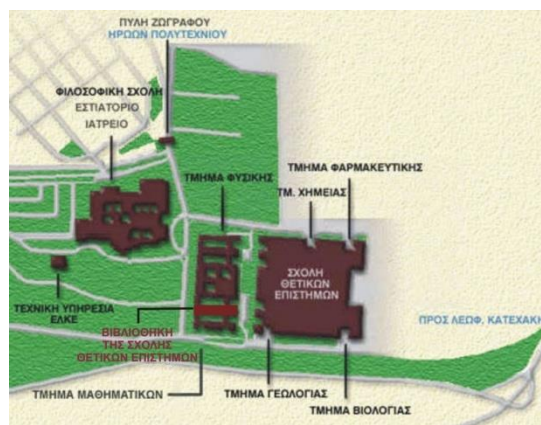 ΠΥΛΗ ΖΩΓΡΑΦΟΥ
ΗΡΩΩΝ ΠΟΛΥΤΕΧΝΙΟΥ
ΦΙΛΟΣΟΦΙΚΗ ΣΧΟΛΗ
ΕΣΤΙΑΤΟΡΙΟ
ΙΑΤΡΕΙΟ
ΤΜΗΜΑ ΦΥΣΙΚΗΣ
ΤΜΗΜΑ ΦΑΡΜΑΚΕΥΤΙΚΗΣ
ΤΜ. ΧΗΜΕΙΑΣ
ΣΧΟΛΗ
ΘΕΤΙΚΩΝ
ΕΠΙΣΤΗΜΩΝ
ΤΕΧΝΙΚΗ ΥΠΗΡΕΣΙΑ
ΕΛΚΕ
ΒΙΒΛΙΟΘΗΚΗ
ΤΗΣ ΣΧΟΛΗΣ
ΘΕΤΙΚΩΝ ΕΠΙΣΤΗΜΩΝ
ΠΡΟΣ ΛΕΩΦ. ΚΑΤΕΧΑΚΗ
ΤΜΗΜΑ ΜΑΘΗΜΑΤΙΚΩΝ
ΤΜΗΜΑ ΓΕΩΛΟΓΙΑΣ
ΤΜΗΜΑ ΒΙΟΛΟΓΙΑΣ